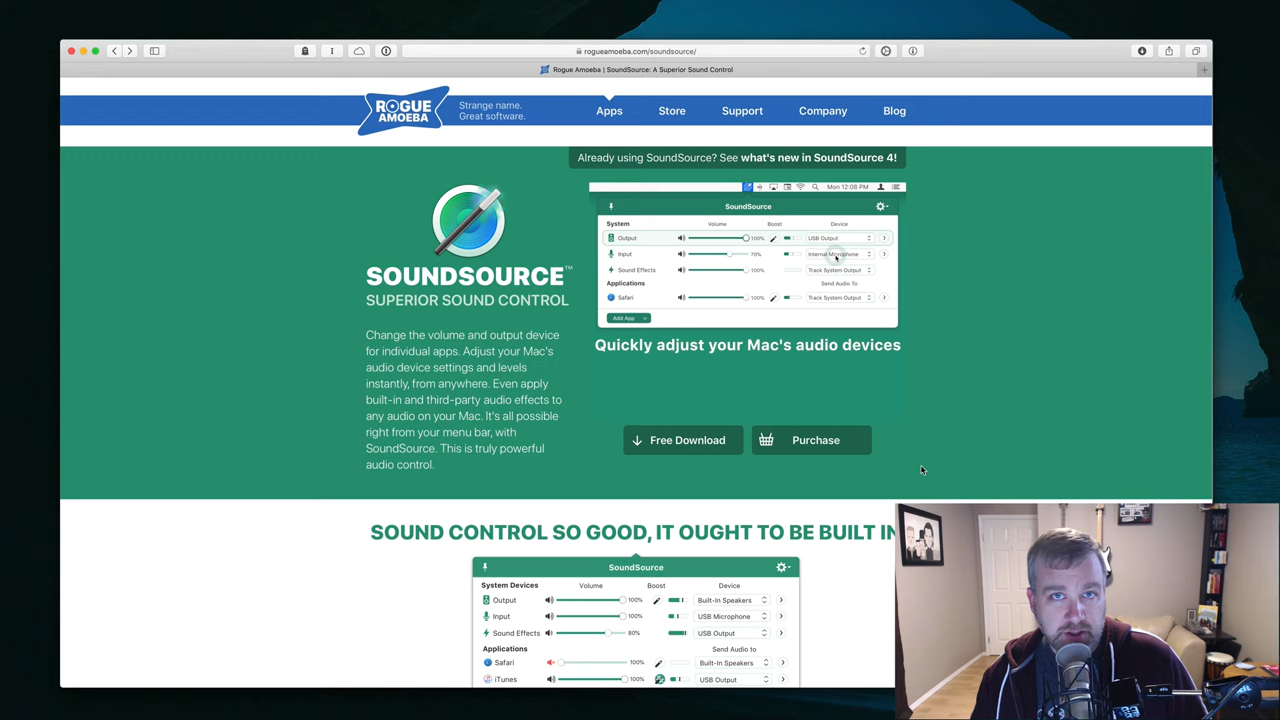 rogueamoeba.com/soundsource/
Rogue Amoeba | SoundSource: A Superior Sound Control
ROGUE AMOEBA
Strange name.
Great software.
Apps
Store
Support
Company
Blog
Already using SoundSource? See what's new in SoundSource 4!
Mon 12:08 PM
SoundSource
System
Volume
Boost
Device
Output
100%
USB Output
Input
70%
Internal Microphone
Sound Effects
100%
Track System Output
Applications
Send Audio To
Safari
100%
Track System Output
Add App
Quickly adjust your Mac's audio devices
SOUNDSOURCE™
SUPERIOR SOUND CONTROL
Change the volume and output device
for individual apps. Adjust your Mac's
audio device settings and levels
instantly, from anywhere. Even apply
built-in and third-party audio effects to
any audio on your Mac. It's all possible
right from your menu bar, with
SoundSource. This is truly powerful
audio control.
Free Download
Purchase
SOUND CONTROL SO GOOD, IT OUGHT TO BE BUILT IN
SoundSource
System Devices
Volume
Boost
Device
Output
100%
Built-In Speakers
Input
100%
USB Microphone
Sound Effects
80%
USB Output
Applications
Send Audio to
Safari
100%
Built-In Speakers
iTunes
100%
USB Output